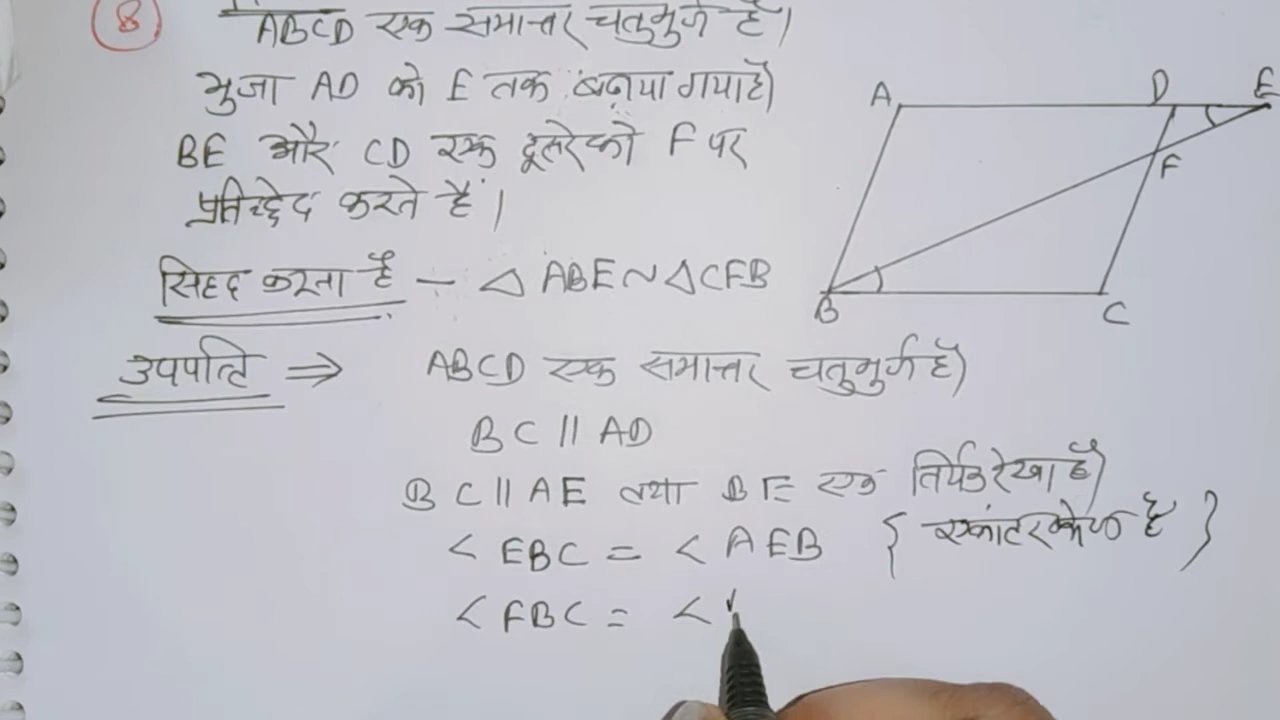 8
ABCD एक समान्तर चतुर्भुज है।
भुजा AD को E तक बढ़ाया गया है।
BE और CD एक दूसरे को F पर
प्रतिच्छेद करते हैं।
सिद्ध करना है — △ ABE ~ △ CFB
उपपत्ति ⇒ ABCD एक समान्तर चतुर्भुज है।
BC || AD
BC || AE तथा BE एक तिर्यक रेखा है।
< EBC = < AEB { एकांतर कोण है }
< FBC = <
A
D
E
F
B
C